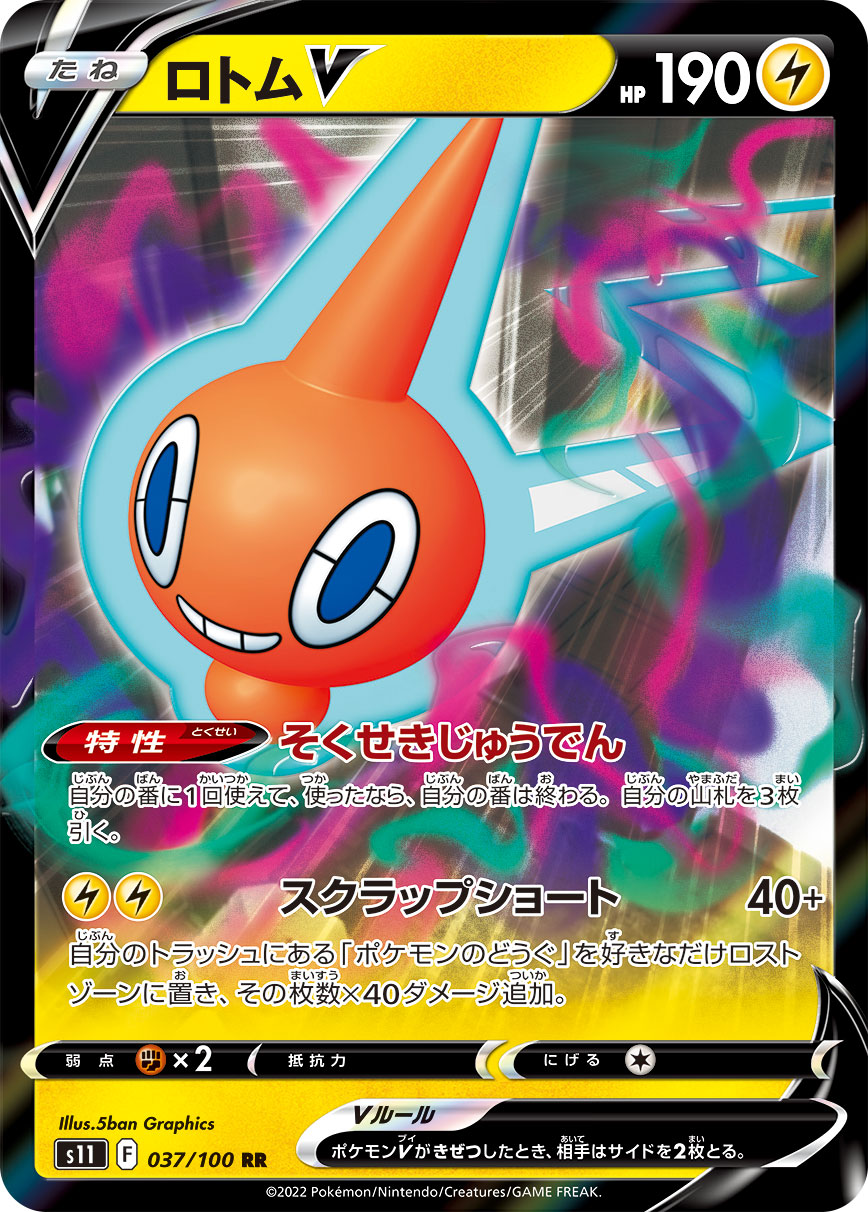 たね ロトムV HP 190
特性 とくせい そくせきじゅうでん
自分の番に1回使えて、使ったなら、自分の番は終わる。自分の山札を3枚
引く。
スクラップショート 40+
自分のトラッシュにある「ポケモンのどうぐ」を好きなだけロスト
ゾーンに置き、その枚数×40ダメージ追加。
弱点 ×2 抵抗力 にげる
Illus.5ban Graphics
Vルール
ポケモンVがきぜつしたとき、相手はサイドを2枚とる。
s11 F 037/100 RR
©2022 Pokémon/Nintendo/Creatures/GAME FREAK.